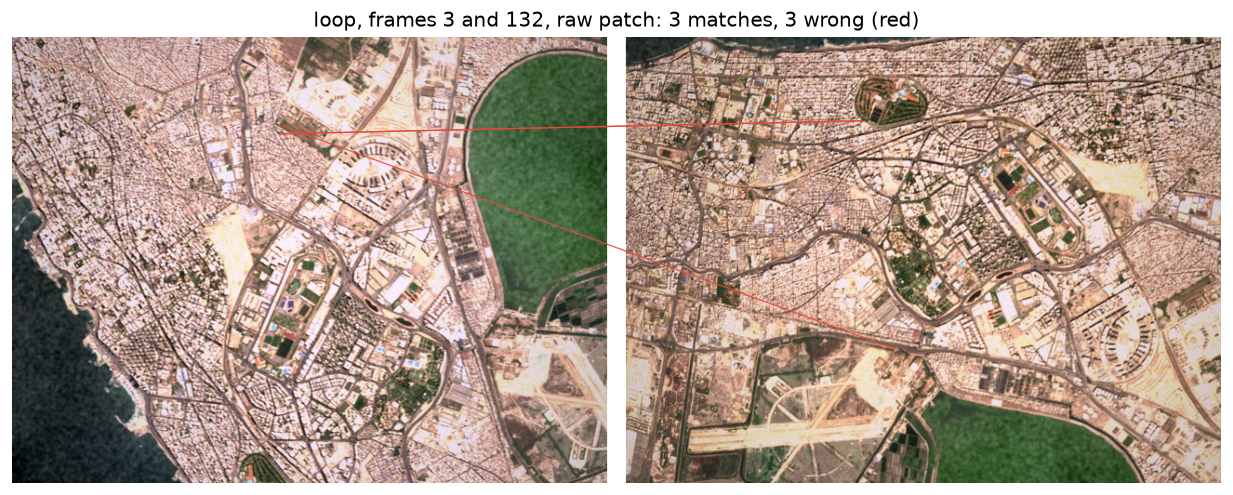 loop, frames 3 and 132, raw patch: 3 matches, 3 wrong (red)